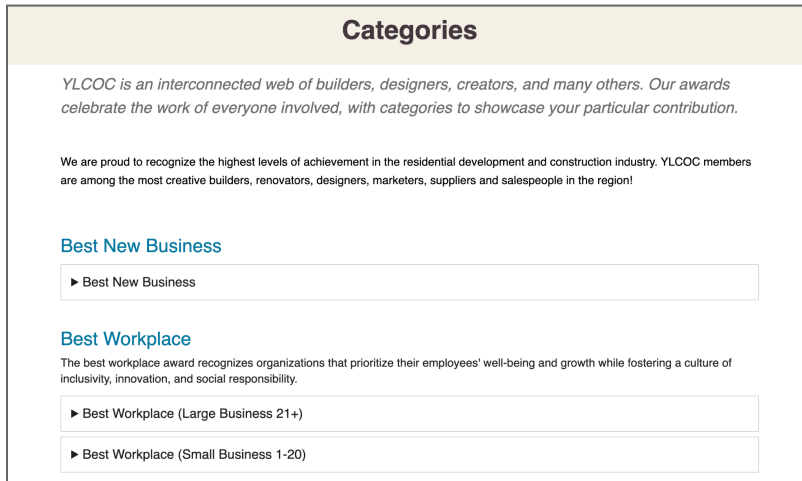 Categories
YLCOC is an interconnected web of builders, designers, creators, and many others. Our awards
celebrate the work of everyone involved, with categories to showcase your particular contribution.
We are proud to recognize the highest levels of achievement in the residential development and construction industry. YLCOC members
are among the most creative builders, renovators, designers, marketers, suppliers and salespeople in the region!
Best New Business
▶ Best New Business
Best Workplace
The best workplace award recognizes organizations that prioritize their employees' well-being and growth while fostering a culture of
inclusivity, innovation, and social responsibility.
▶ Best Workplace (Large Business 21+)
▶ Best Workplace (Small Business 1-20)